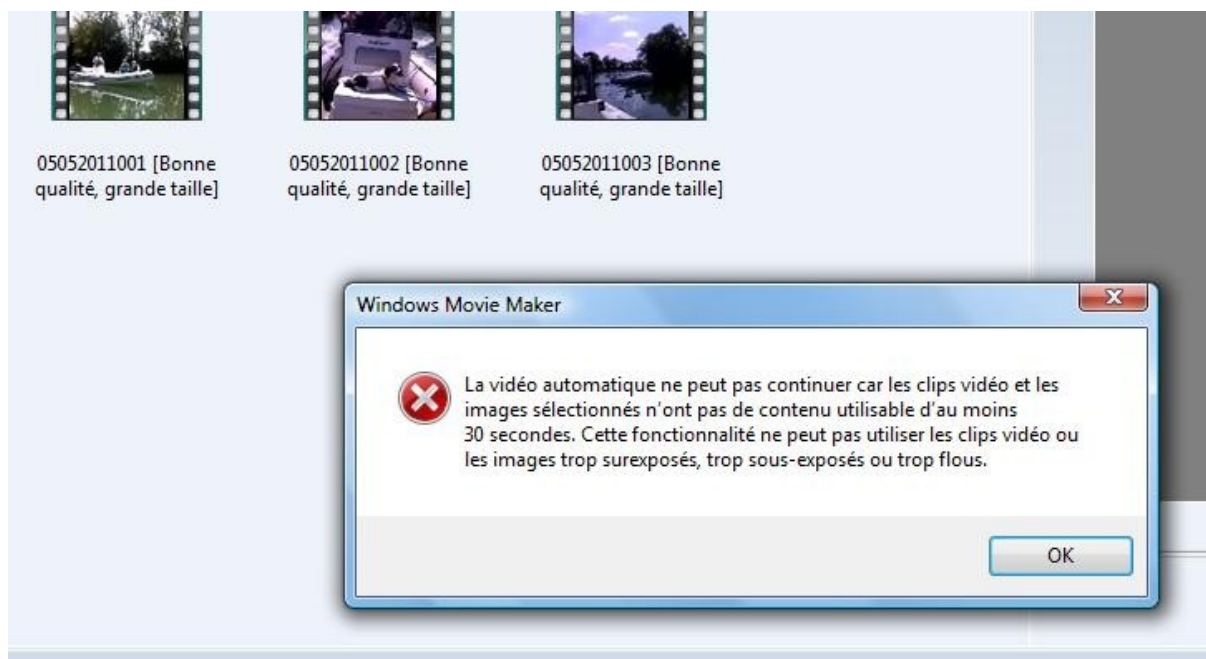 05052011001 [Bonne
qualité, grande taille]
05052011002 [Bonne
qualité, grande taille]
05052011003 [Bonne
qualité, grande taille]
Windows Movie Maker
La vidéo automatique ne peut pas continuer car les clips vidéo et les
images sélectionnés n'ont pas de contenu utilisable d'au moins
30 secondes. Cette fonctionnalité ne peut pas utiliser les clips vidéo ou
les images trop surexposés, trop sous-exposés ou trop flous.
OK